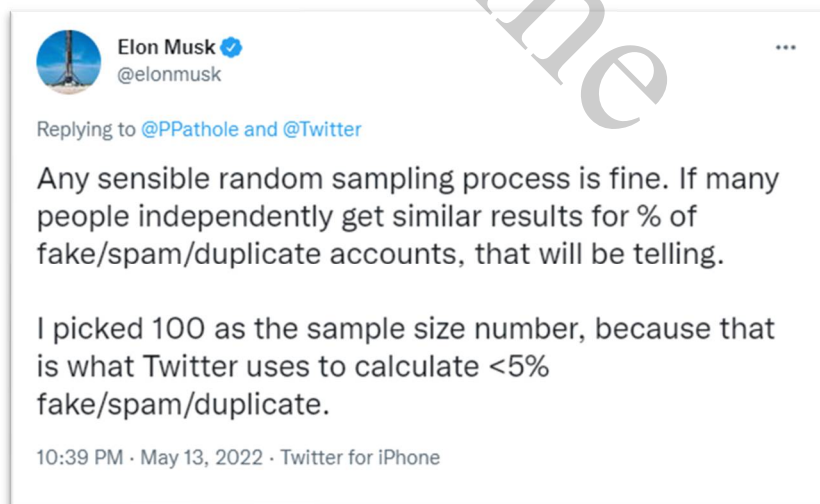 me
Elon Musk
@elonmusk
Replying to @PPathole and @Twitter
Any sensible random sampling process is fine. If many
people independently get similar results for % of
fake/spam/duplicate accounts, that will be telling.
I picked 100 as the sample size number, because that
is what Twitter uses to calculate <5%
fake/spam/duplicate.
10:39 PM · May 13, 2022 · Twitter for iPhone